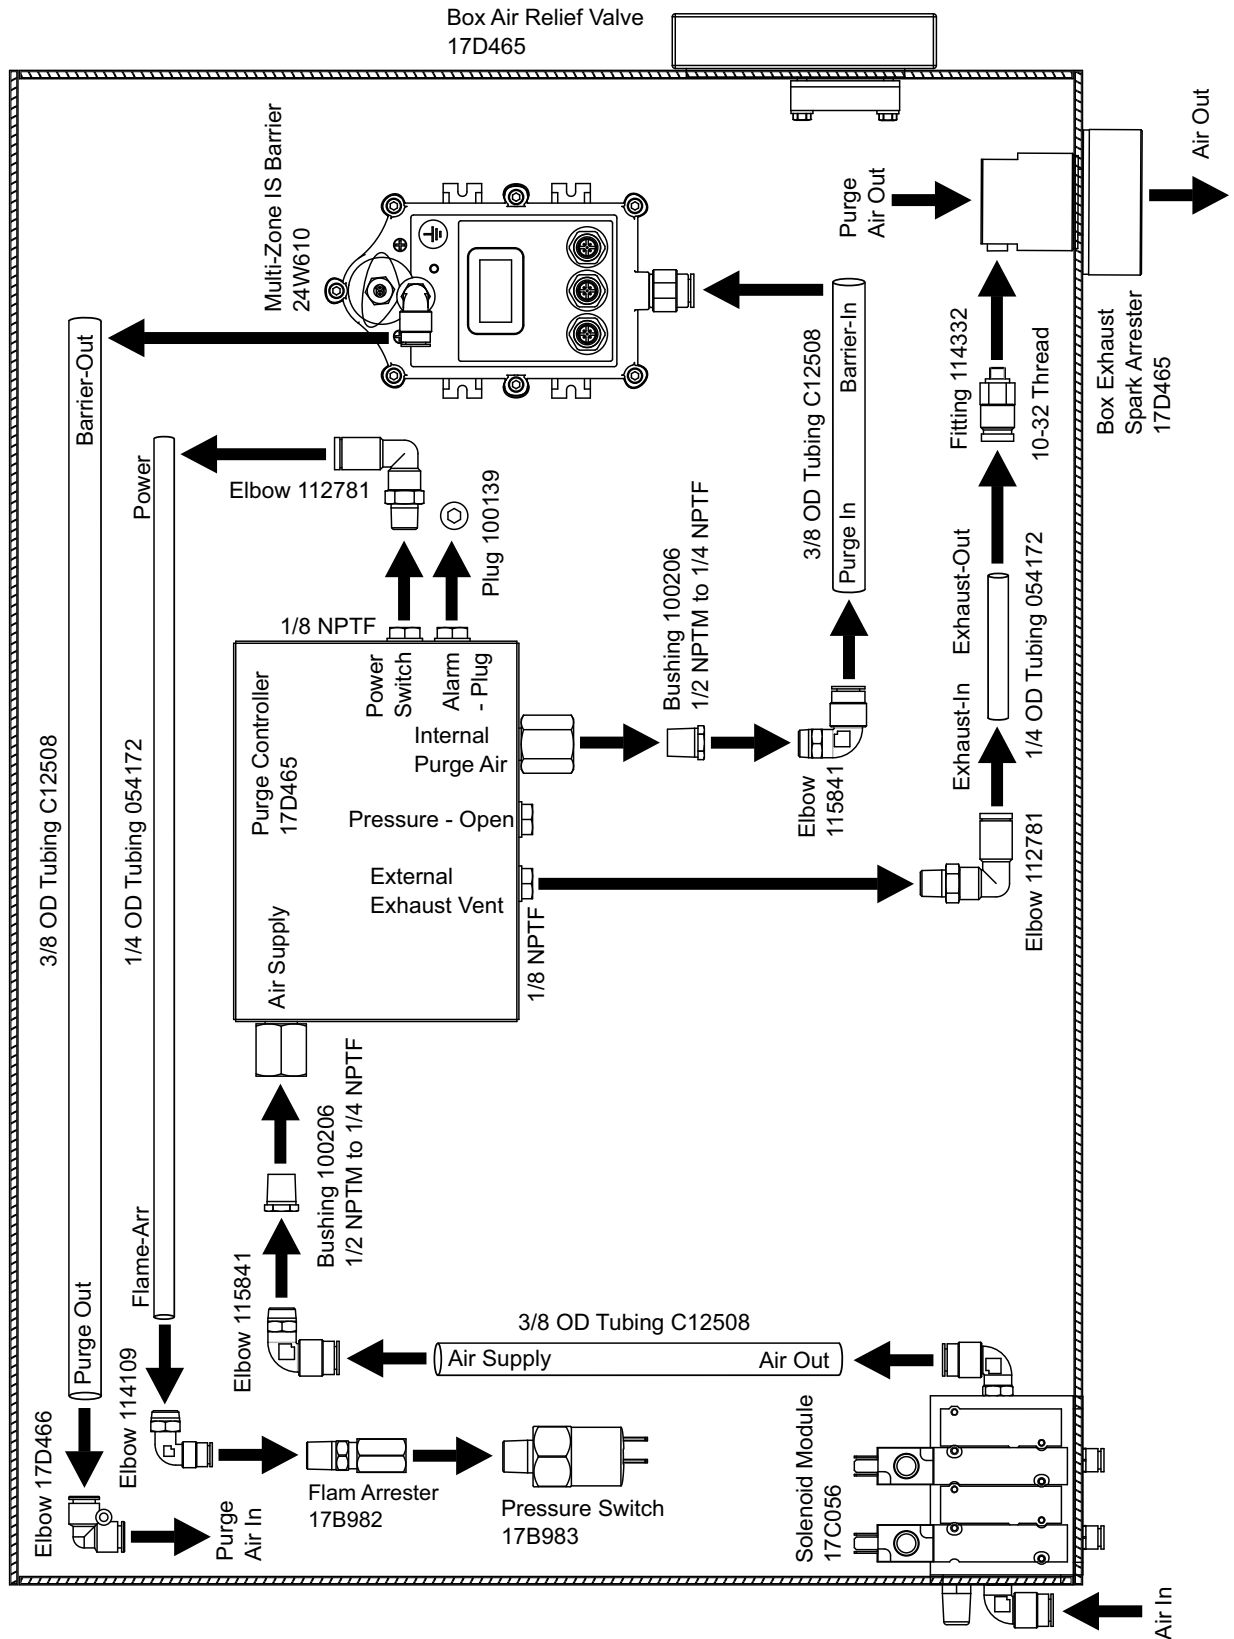 Box Air Relief Valve
17D465
Multi-Zone IS Barrier
24W610
Purge
Air Out
Air Out
Barrier-Out
Power
Elbow 112781
Plug 100139
3/8 OD Tubing C12508
Purge In
Barrier-In
Fitting 114332
10-32 Thread
Box Exhaust
Spark Arrester
17D465
1/8 NPTF
Bushing 100206
1/2 NPTM to 1/4 NPTF
Exhaust-In
Exhaust-Out
1/4 OD Tubing 054172
3/8 OD Tubing C12508
1/4 OD Tubing 054172
Purge Controller
17D465
Power
Switch
Alarm
- Plug
Internal
Purge Air
Pressure - Open
External
Exhaust Vent
Air Supply
1/8 NPTF
Elbow
115841
Elbow 112781
Bushing 100206
1/2 NPTM to 1/4 NPTF
Flame-Arr
Purge Out
Elbow 115841
3/8 OD Tubing C12508
Air Supply
Air Out
Elbow 114109
Elbow 17D466
Purge
Air In
Flam Arrester
17B982
Pressure Switch
17B983
Solenoid Module
17C056
Air In